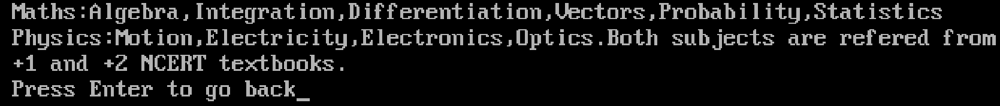 Maths:Algebra,Integration,Differentiation,Vectors,Probability,Statistics
Physics:Motion,Electricity,Electronics,Optics.Both subjects are refered from
+1 and +2 NCERT textbooks.
Press Enter to go back_